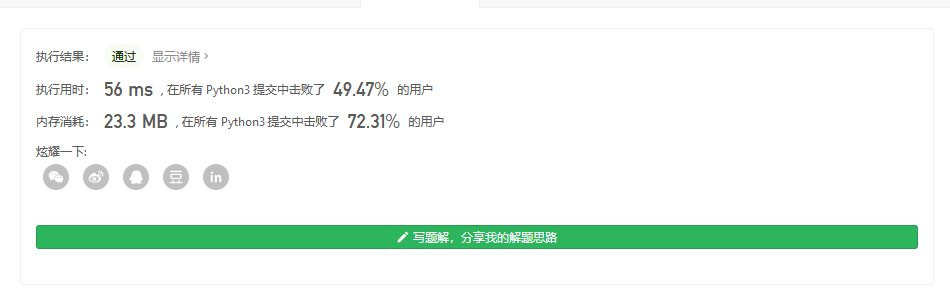 执行结果： 通过 显示详情 ›
执行用时： 56 ms , 在所有 Python3 提交中击败了 49.47% 的用户
内存消耗： 23.3 MB , 在所有 Python3 提交中击败了 72.31% 的用户
炫耀一下:
豆 in
写题解，分享我的解题思路